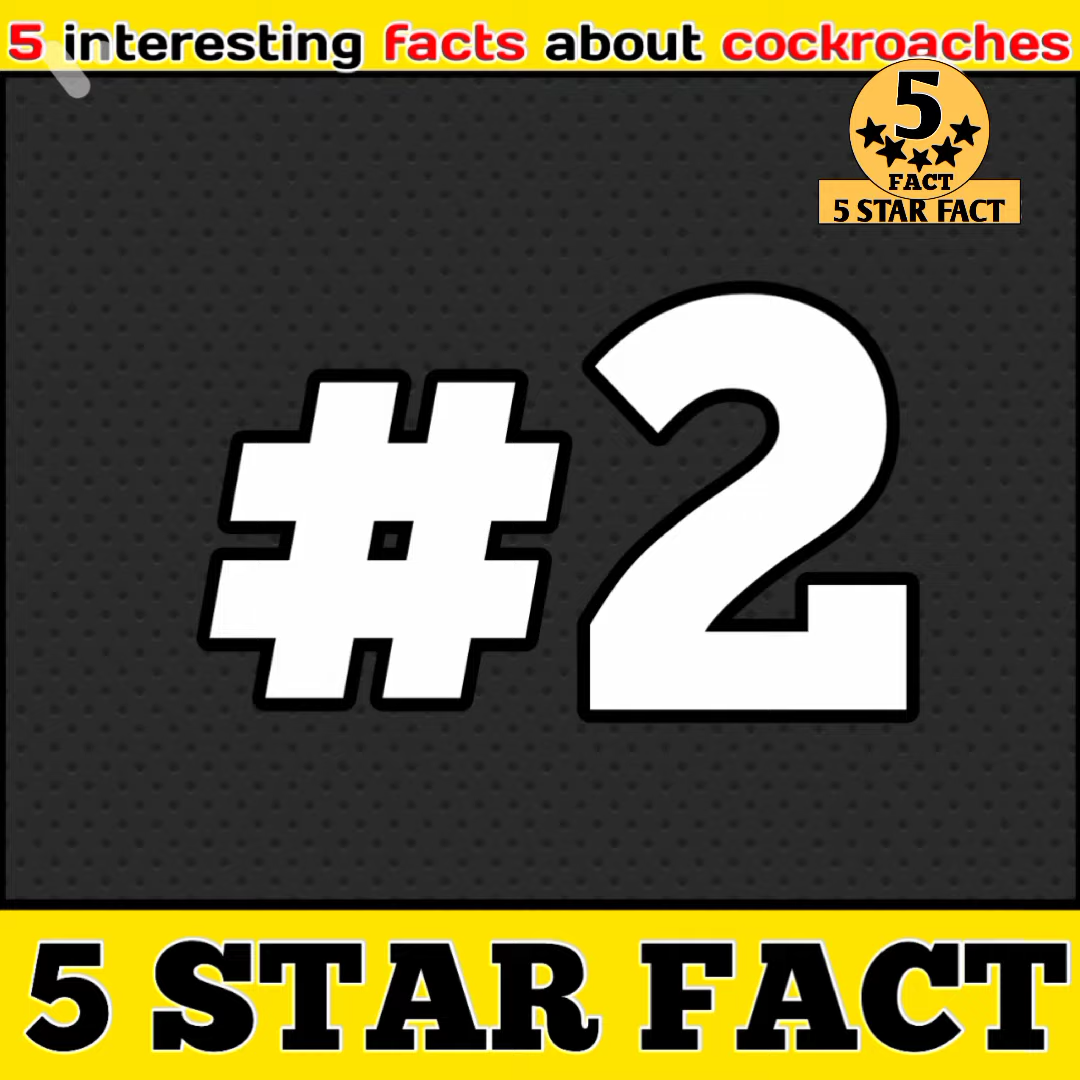 5 interesting facts about cockroaches
5
FACT
5 STAR FACT
#2
5 STAR FACT